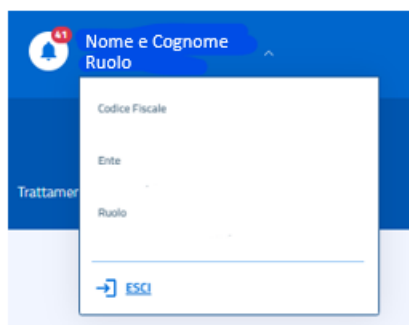 41
Nome e Cognome
Ruolo
Codice Fiscale
Ente
Trattamer
Ruolo
ESCI